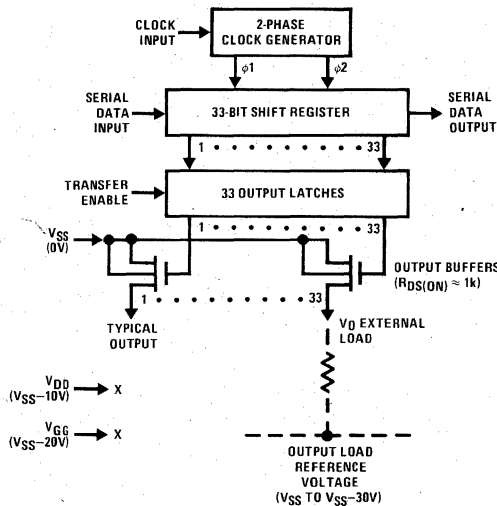 CLOCK INPUT
2-PHASE CLOCK GENERATOR
φ1 φ2
SERIAL DATA INPUT
33-BIT SHIFT REGISTER
SERIAL DATA OUTPUT
1 33
TRANSFER ENABLE
33 OUTPUT LATCHES
1 33
VSS (0V)
OUTPUT BUFFERS (RDS(ON) ≈ 1k)
1 33
TYPICAL OUTPUT
VO EXTERNAL LOAD
VDD (VSS–10V) X
VGG (VSS–20V) X
OUTPUT LOAD REFERENCE VOLTAGE (VSS TO VSS–30V)